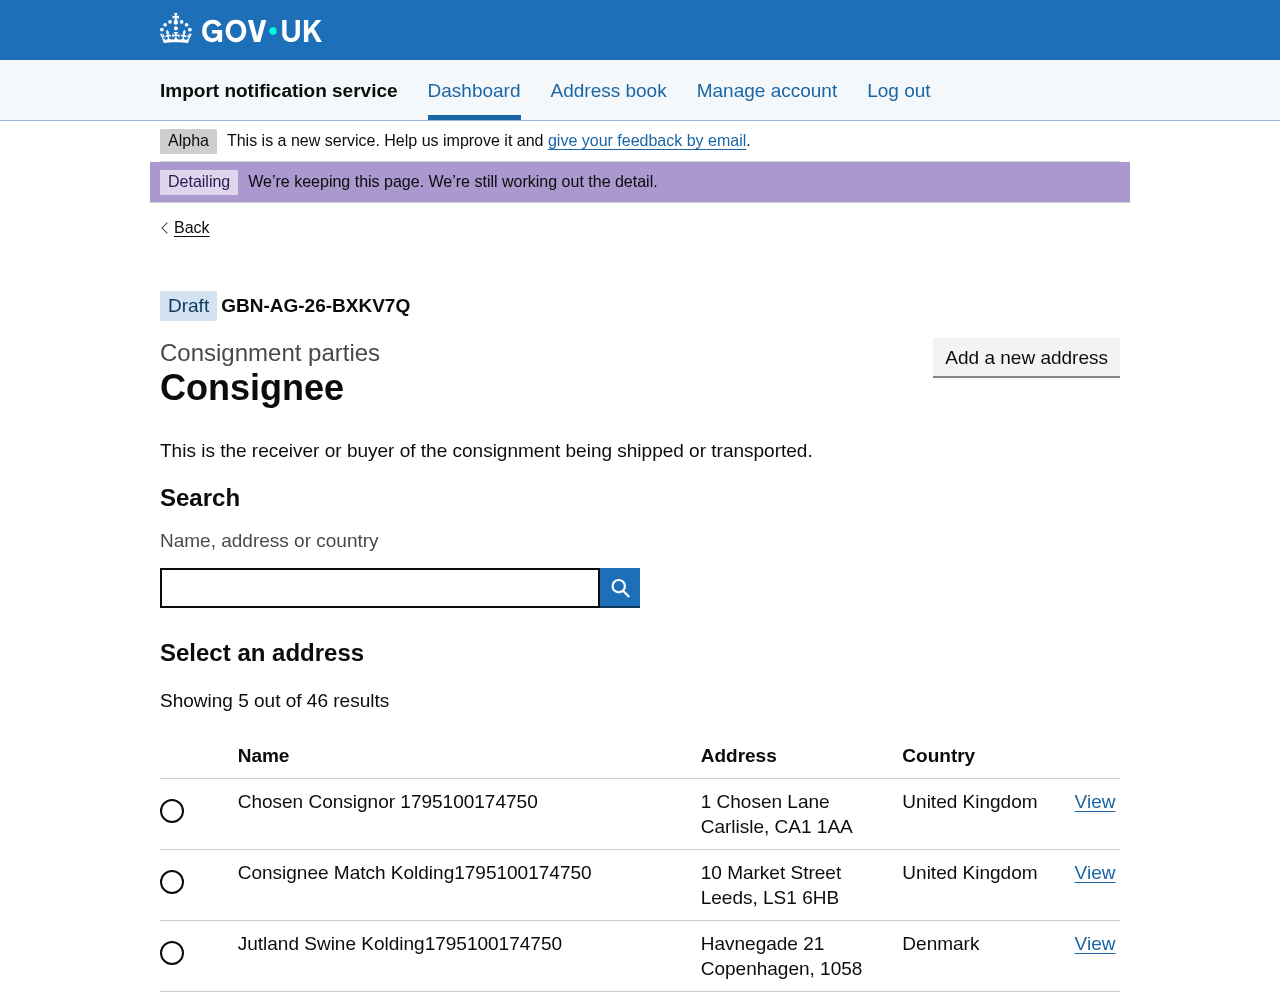 GOV•UK
Import notification service Dashboard Address book Manage account Log out
Alpha This is a new service. Help us improve it and give your feedback by email.
Detailing We’re keeping this page. We’re still working out the detail.
Back
Draft GBN-AG-26-BXKV7Q
Consignment parties
Add a new address
Consignee
This is the receiver or buyer of the consignment being shipped or transported.
Search
Name, address or country
Select an address
Showing 5 out of 46 results
Name Address Country
Chosen Consignor 1795100174750 1 Chosen Lane United Kingdom View
Carlisle, CA1 1AA
Consignee Match Kolding1795100174750 10 Market Street United Kingdom View
Leeds, LS1 6HB
Jutland Swine Kolding1795100174750 Havnegade 21 Denmark View
Copenhagen, 1058